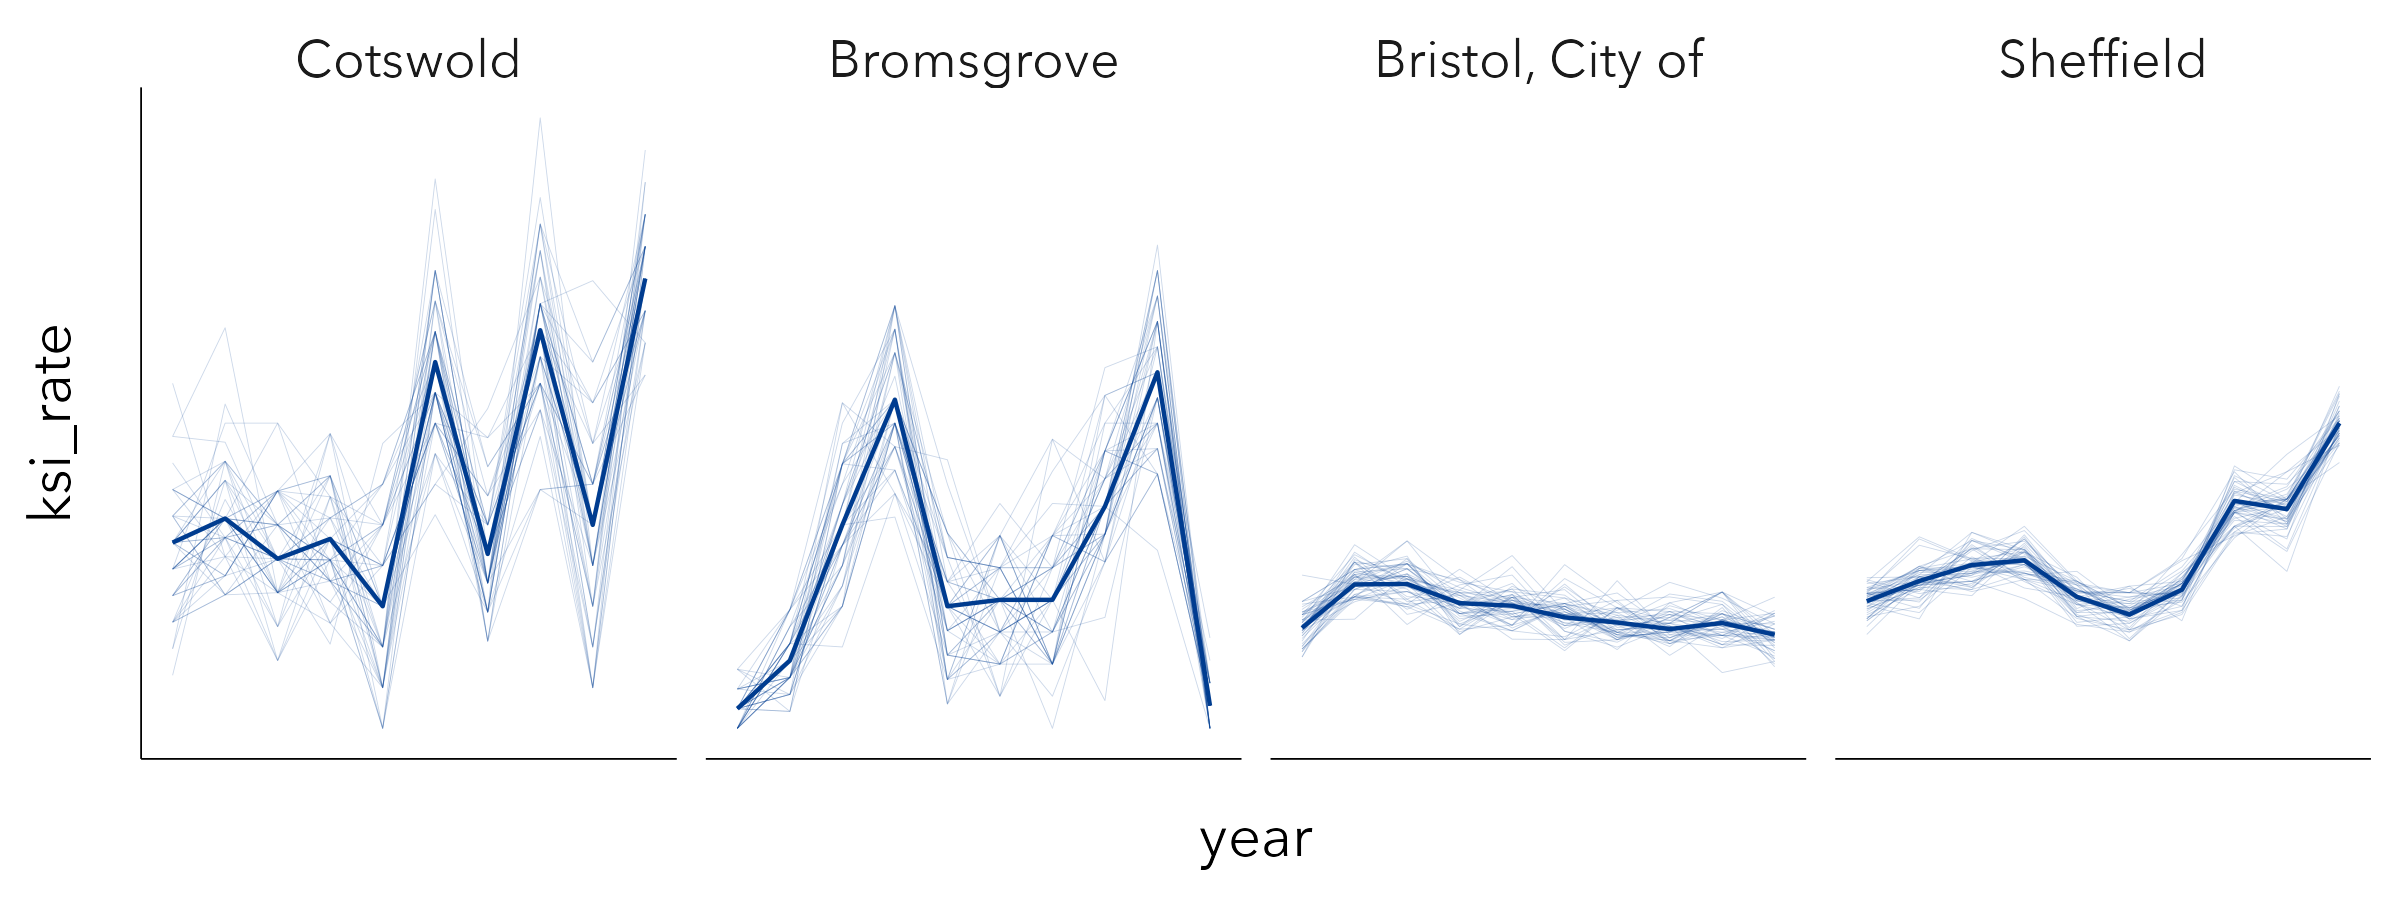 Cotswold
Bromsgrove
Bristol, City of
Sheffield
ksi_rate
year